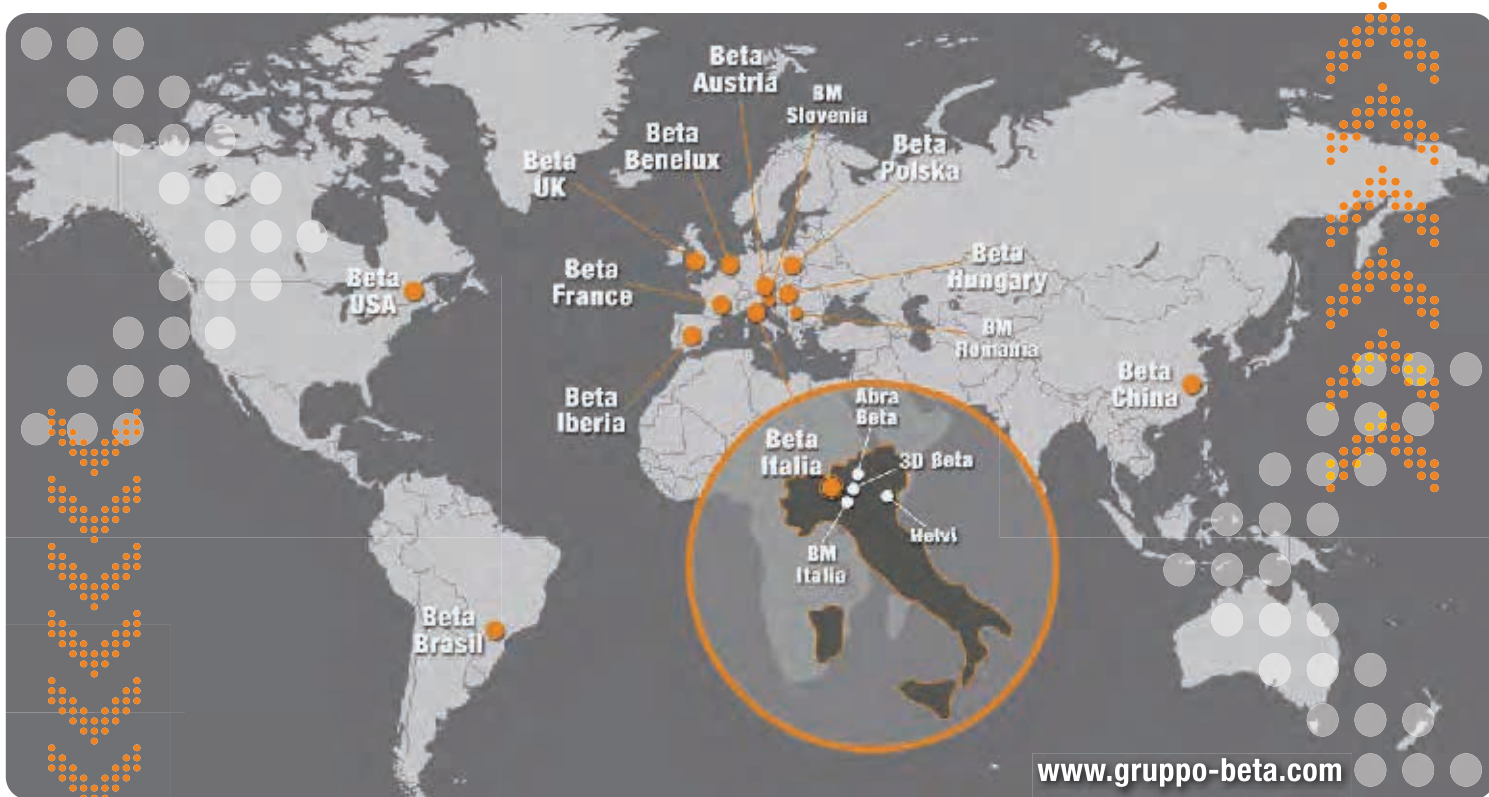 Beta
Austria
BM
Slovenia
Beta
Benelux
Beta
Polska
Beta
UK
Beta
Hungary
Beta
France
Beta
USA
BM
Romania
Beta
China
Beta
Iberia
Abra
Beta
Beta
Italia
3D Beta
Helvi
BM
Italia
Beta
Brasil
www.gruppo-beta.com